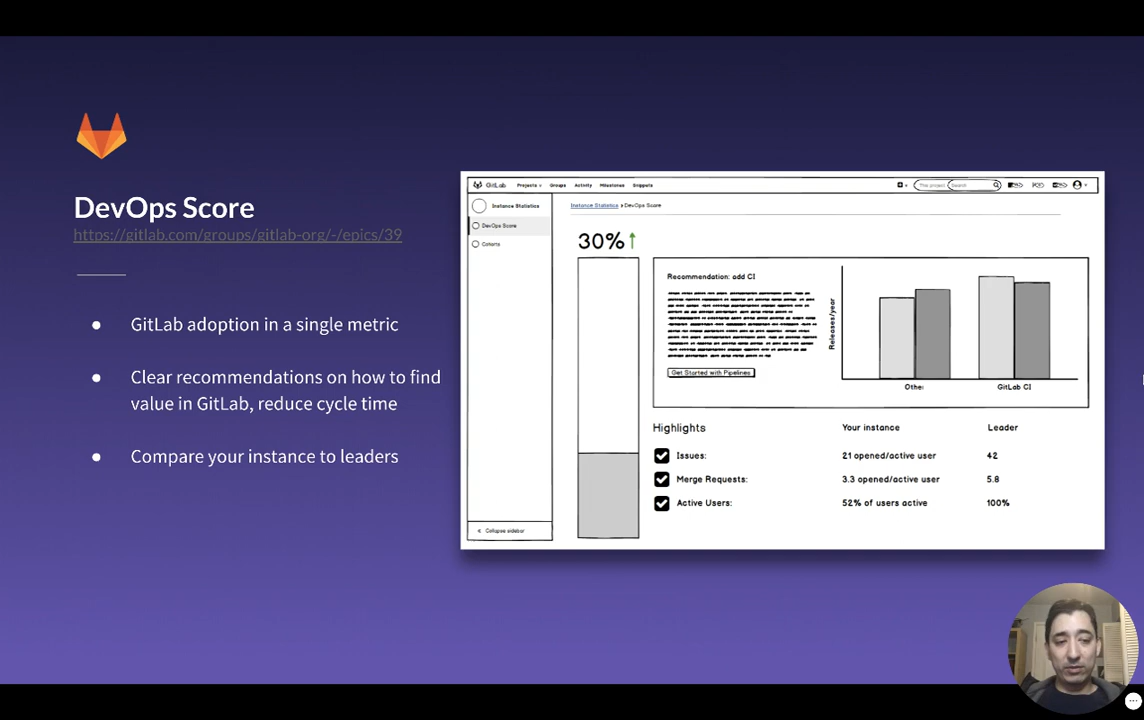 DevOps Score
https://gitlab.com/groups/gitlab-org/-/epics/39
GitLab adoption in a single metric
Clear recommendations on how to find
value in GitLab, reduce cycle time
Compare your instance to leaders
GitLab Projects Groups Activity Milestones Snippets This project Search
Instance Statistics
DevOps Score
Cohorts
Collapse sidebar
Instance Statistics › DevOps Score
30%↑
Recommendation: add CI
Get Started with Pipelines
Releases/year
Other GitLab CI
Highlights Your instance Leader
Issues: 21 opened/active user 42
Merge Requests: 3.3 opened/active user 5.8
Active Users: 52% of users active 100%